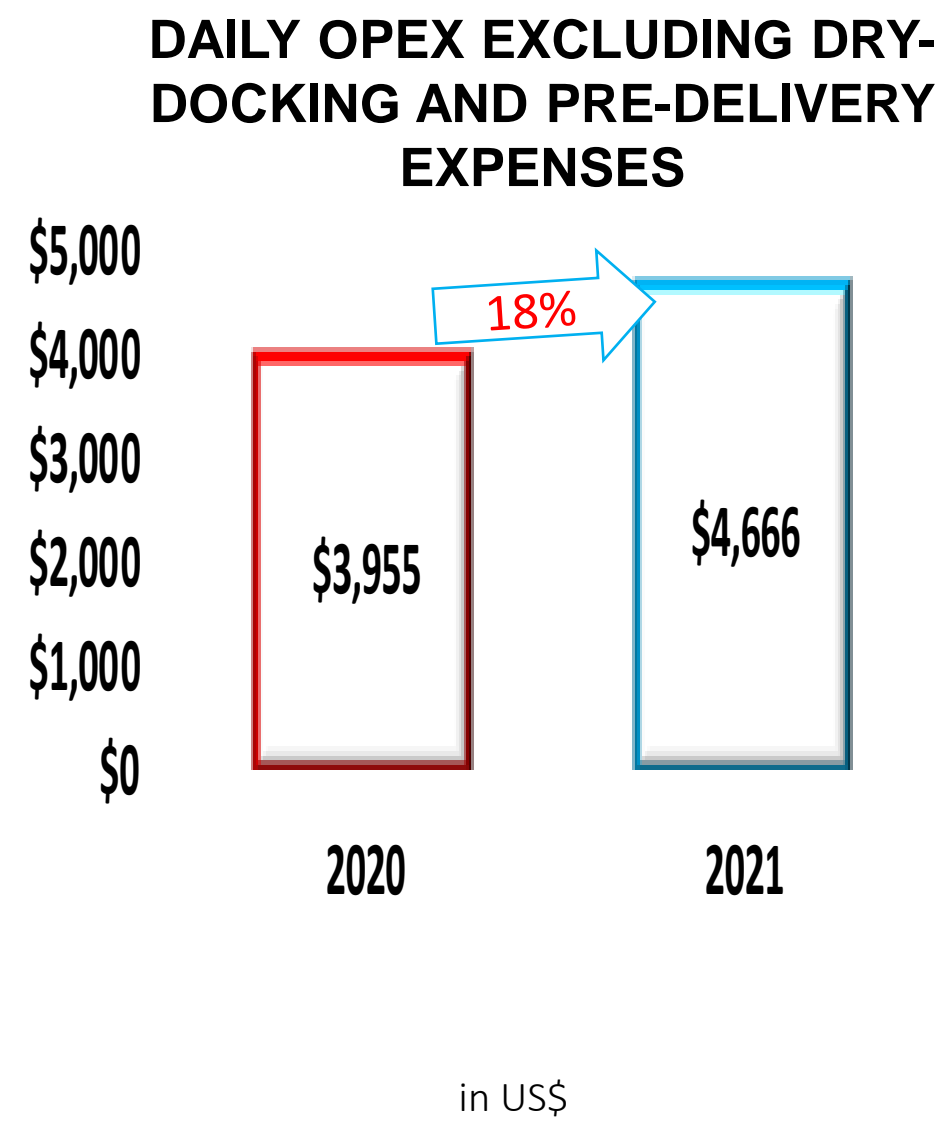 DAILY OPEX EXCLUDING DRY-
DOCKING AND PRE-DELIVERY
EXPENSES
$5,000
$4,000
$3,000
$2,000
$1,000
$0
18%
$3,955
$4,666
2020
2021
in US$